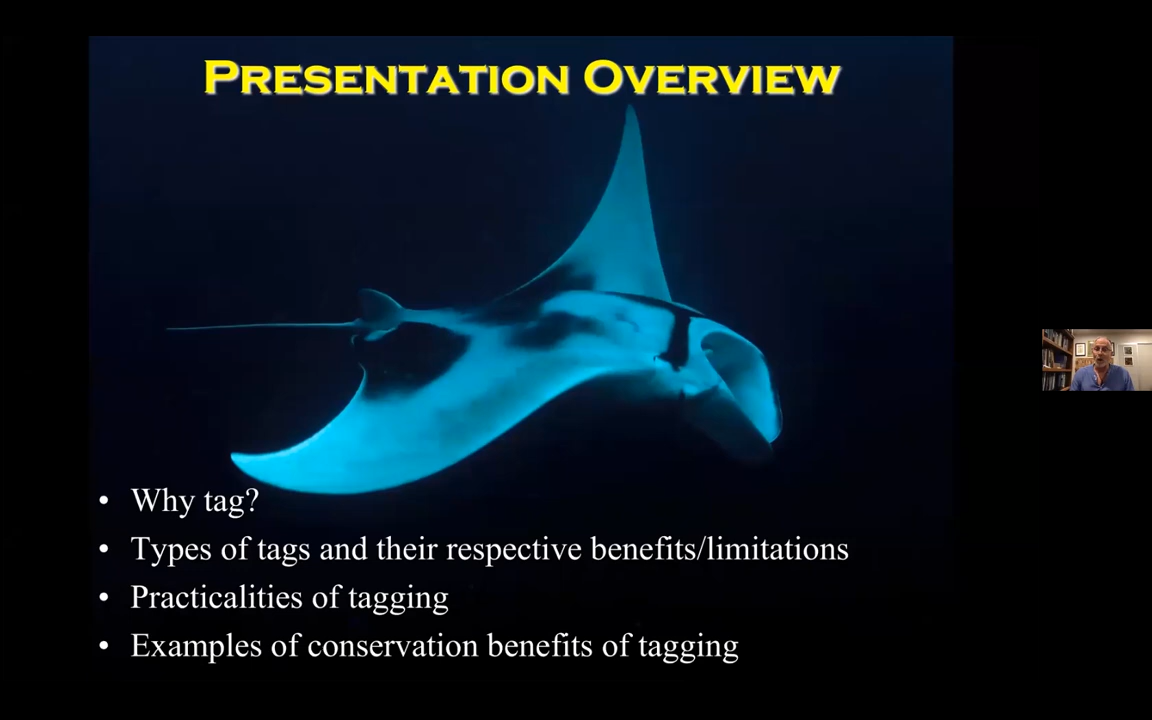 PRESENTATION OVERVIEW
• Why tag?
• Types of tags and their respective benefits/limitations
• Practicalities of tagging
• Examples of conservation benefits of tagging